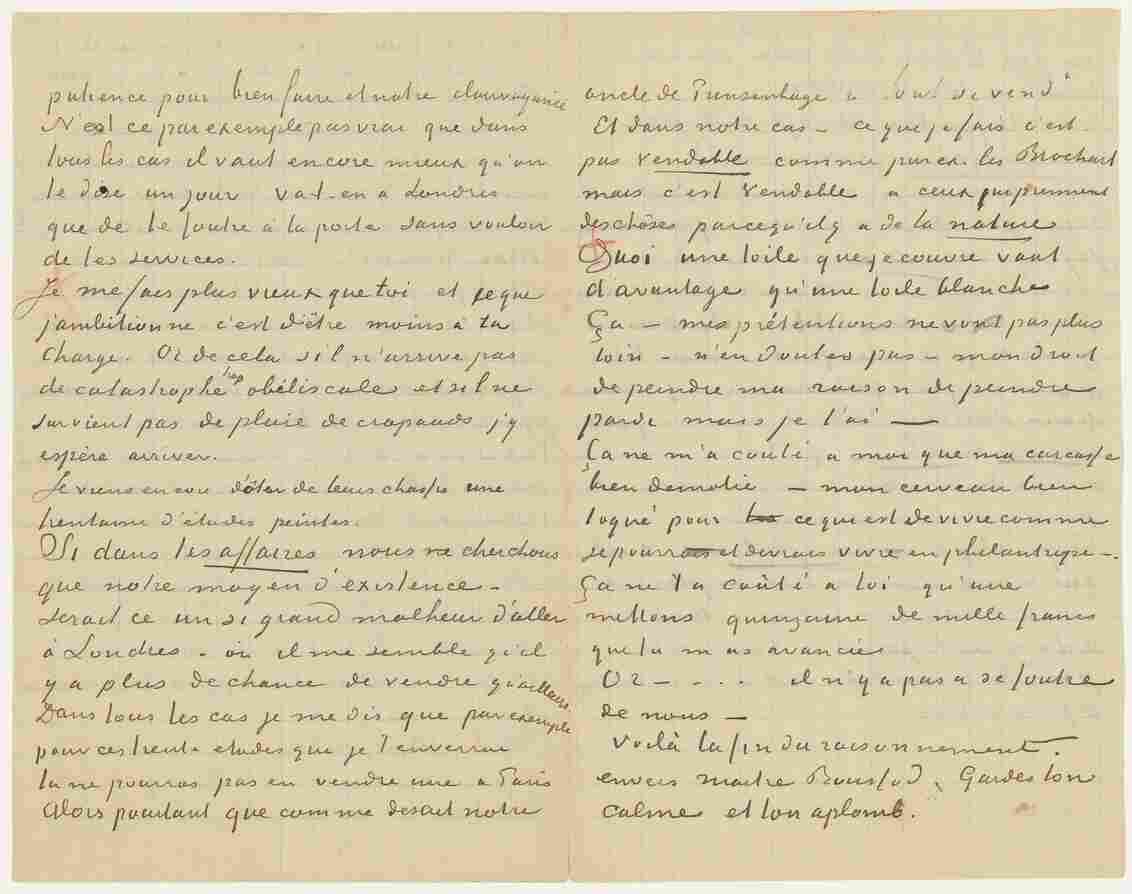 patience pour bien faire et notre clairvoyance
N'est ce par exemple pas vrai que dans
tous les cas il vaut encore mieux qu'on
te dise un jour va t-en à Londres
que de te foutre à la porte sans vouloir
de tes services.
Je me fais plus vieux que toi et ce que
j'ambitionne c'est d'être moins à ta
charge. Or de cela s'il n'arrive pas
de catastrophe trop obéliscale et s'il ne
survient pas de pluie de crapauds j'y
espère arriver.
Je viens encor d'ôter de leurs chassis une
trentaine d'études peintes.
Si dans les affaires nous ne cherchons
que notre moyen d'existence –
serait ce un si grand malheur d'aller
à Londres – où il me semble qu'il
y a plus de chance de vendre qu'ailleurs.
Dans tous les cas je me dis que par exemple
pour ces trente etudes que je t'enverrai
tu ne pourras pas en vendre une a Paris
Alors pourtant que comme disait notre
oncle de Prinsenhage a
Et dans notre cas – ce que je fais c'est
pas vendable comme par ex. les Brochart
mais c'est vendable a ceux qui prennent
des choses parcequ'il y a de la nature
Quoi une toile que je couvre vaut
d'avantage qu'une toile blanche
Ça – mes prétentions ne vont pas plus
loin – n'en doutes pas – mon droit
de peindre ma raison de peindre
pardi mais je l'ai —
Ça ne m'a couté a moi que ma carcasse
bien demolie – mon cerveau bien
toqué pour ce qui est de vivre comme
je pourrais et devrais vivre en philantrope –.
Ça ne t'a coûté a toi qu'une
mettons quinzaine de mille francs
que tu m'as avancés
Or – . . . il n'y a pas a se foutre
de nous –
Voilà la fin du raisonnement.
envers maitre Boussod, Gardes ton
calme et ton aplomb.